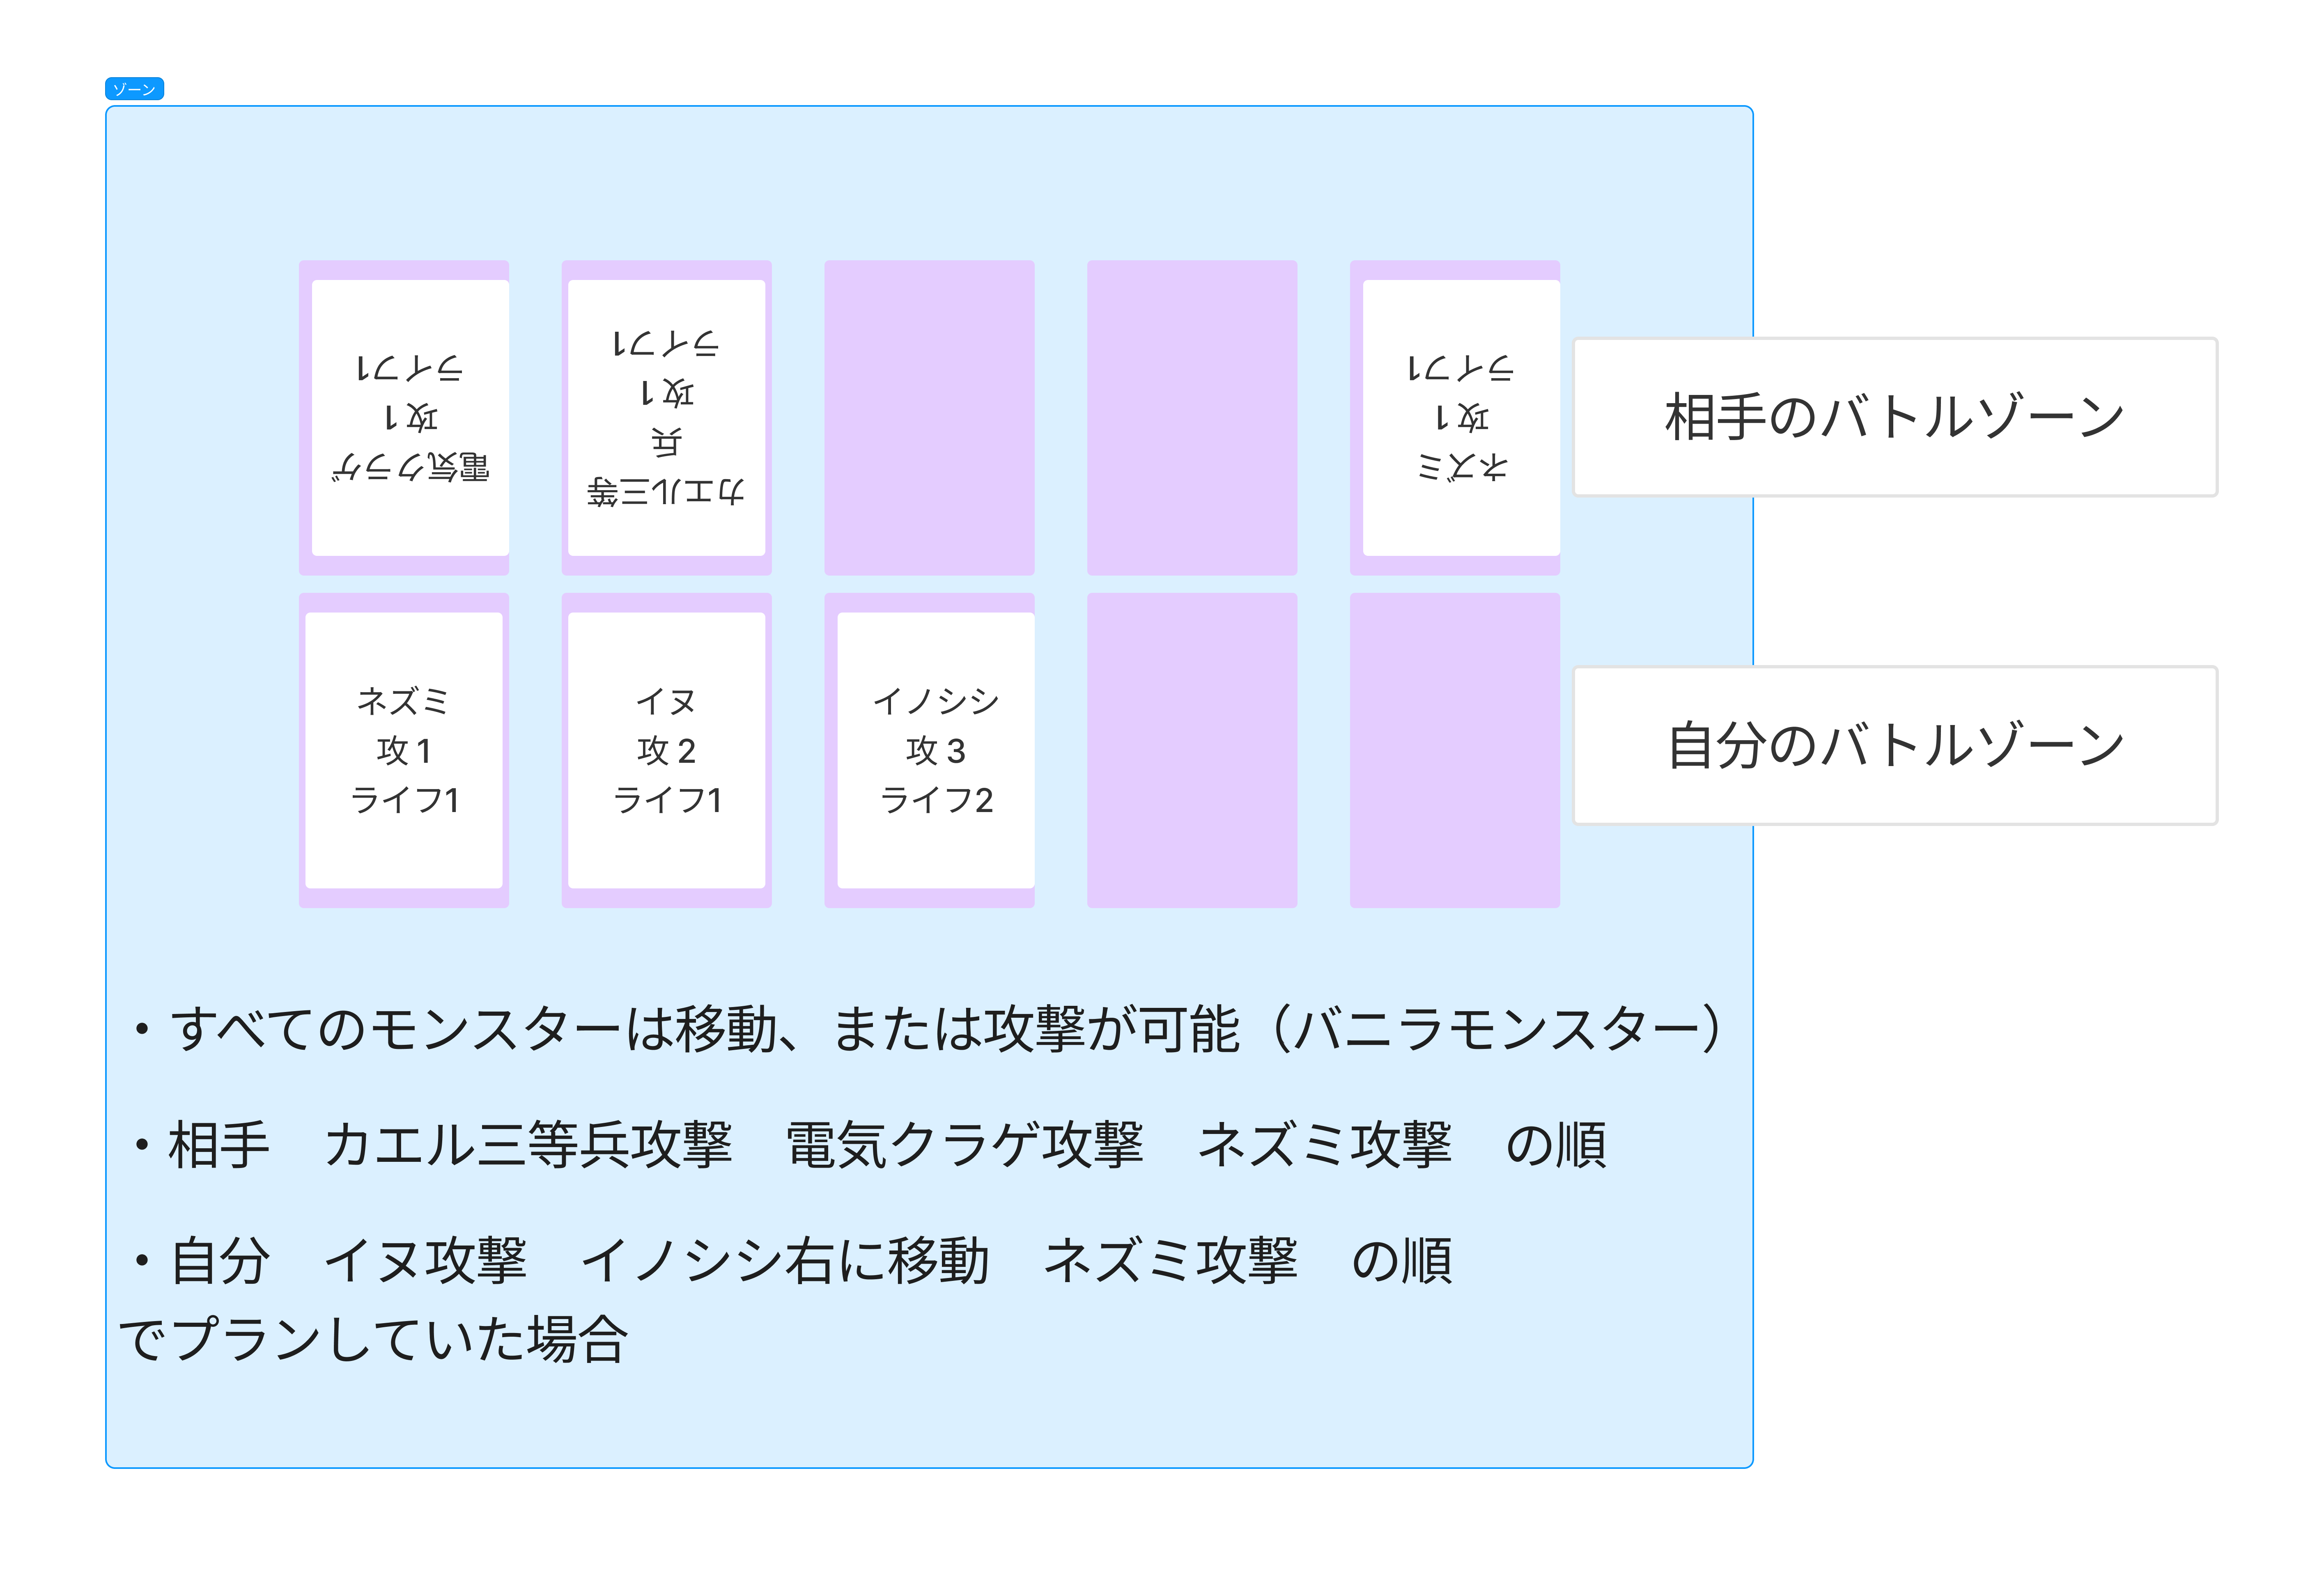 ゾーン
電気クラゲ
攻 1
ライフ1
カエル三等
兵
攻 1
ライフ1
ネズミ
攻 1
ライフ1
相手のバトルゾーン
ネズミ
攻 1
ライフ1
イヌ
攻 2
ライフ1
イノシシ
攻 3
ライフ2
自分のバトルゾーン
・すべてのモンスターは移動、または攻撃が可能（バニラモンスター）
・相手　カエル三等兵攻撃　電気クラゲ攻撃　ネズミ攻撃　の順
・自分　イヌ攻撃　イノシシ右に移動　ネズミ攻撃　の順
でプランしていた場合